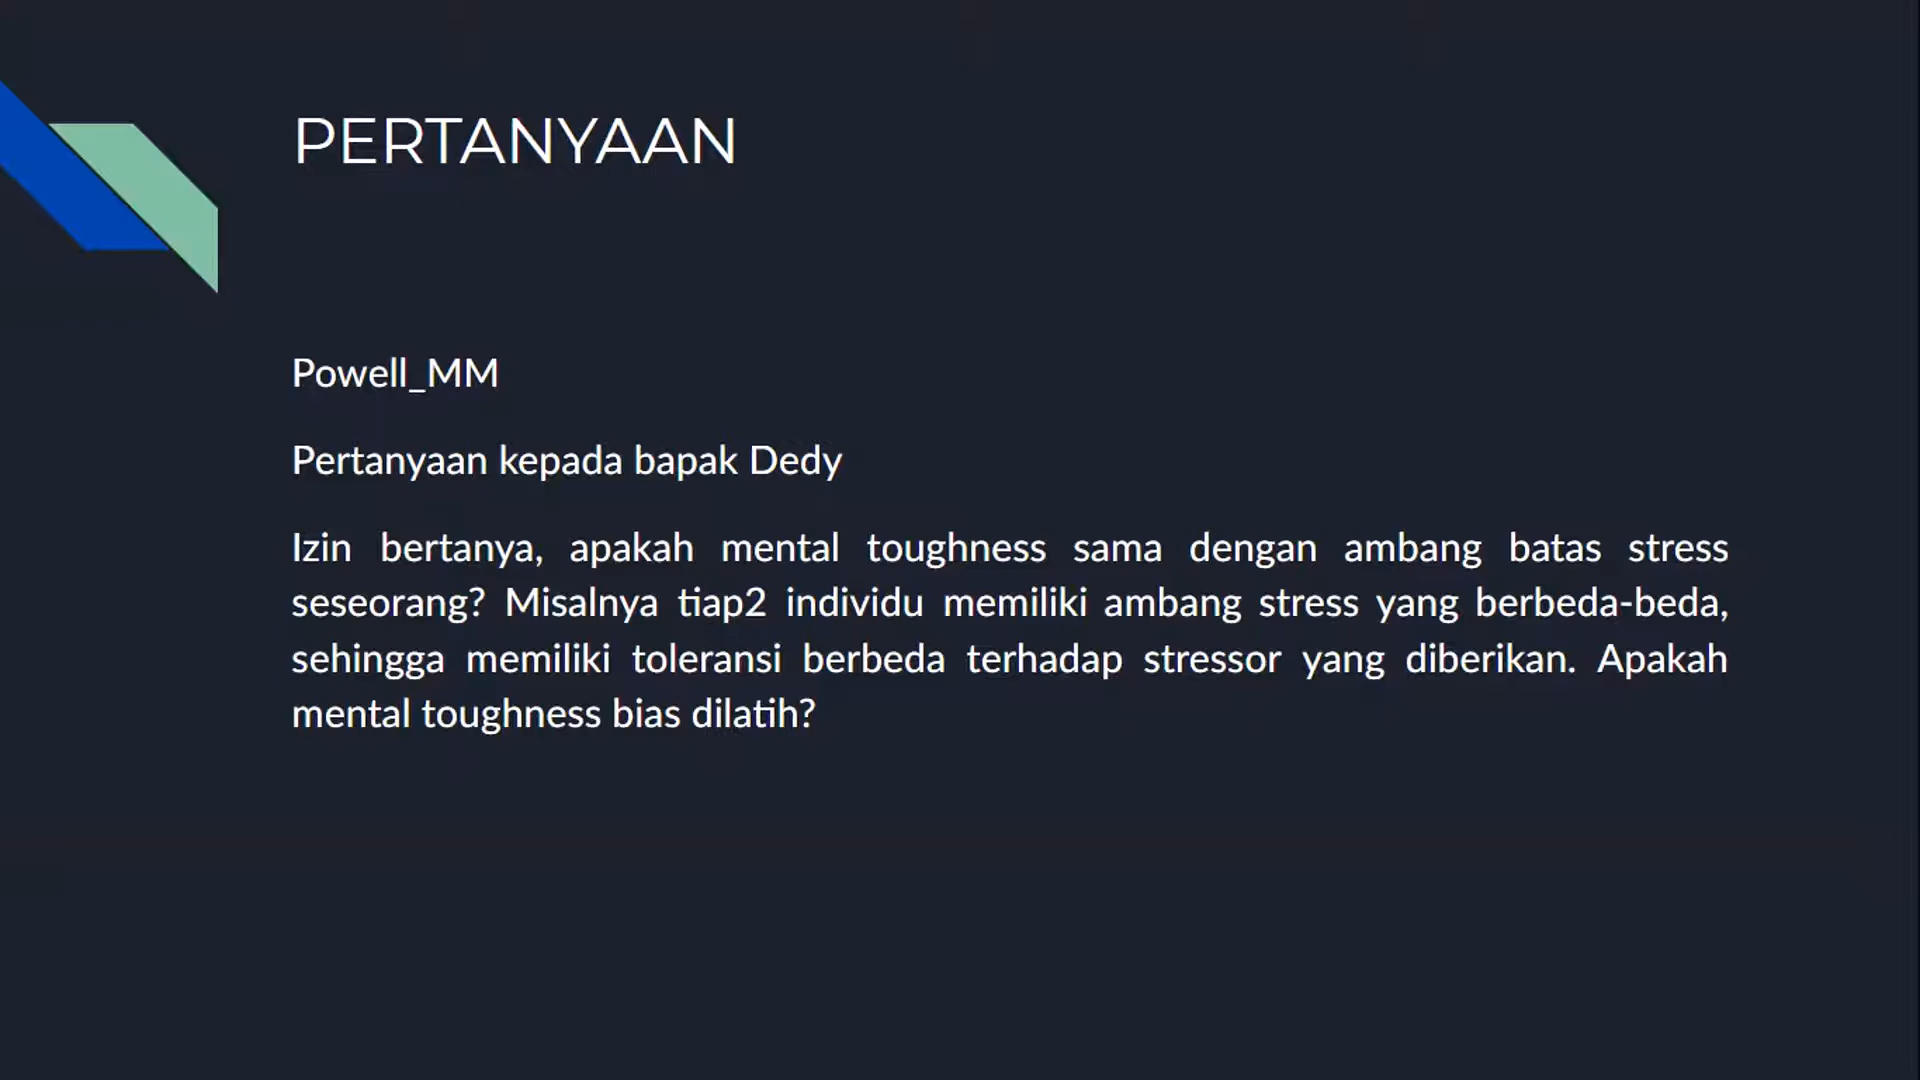 PERTANYAAN
Powell_MM
Pertanyaan kepada bapak Dedy
Izin bertanya, apakah mental toughness sama dengan ambang batas stress
seseorang? Misalnya tiap2 individu memiliki ambang stress yang berbeda-beda,
sehingga memiliki toleransi berbeda terhadap stressor yang diberikan. Apakah
mental toughness bias dilatih?